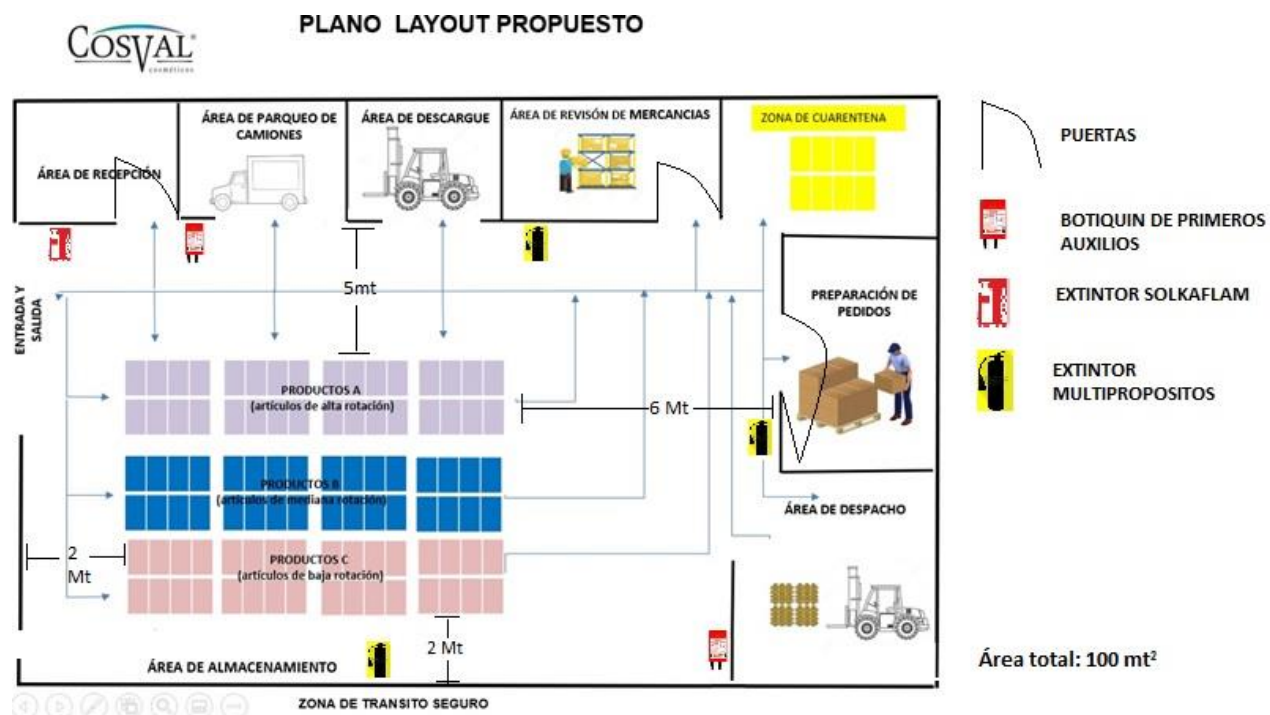 PLANO LAYOUT PROPUESTO
COSVAL
cosméticos
ÁREA DE RECEPCIÓN
ÁREA DE PARQUEO DE
CAMIONES
ÁREA DE DESCARGUE
ÁREA DE REVISÓN DE MERCANCIAS
ZONA DE CUARENTENA
PUERTAS
BOTIQUIN DE PRIMEROS
AUXILIOS
EXTINTOR SOLKAFLAM
EXTINTOR
MULTIPROPOSITOS
ENTRADA Y
SALIDA
5mt
PREPARACIÓN DE
PEDIDOS
PRODUCTOS A
(artículos de alta rotación)
6 Mt
PRODUCTOS B
(artículos de mediana rotación)
ÁREA DE DESPACHO
PRODUCTOS C
(artículos de baja rotación)
2
Mt
2 Mt
ÁREA DE ALMACENAMIENTO
Área total: 100 mt²
ZONA DE TRANSITO SEGURO